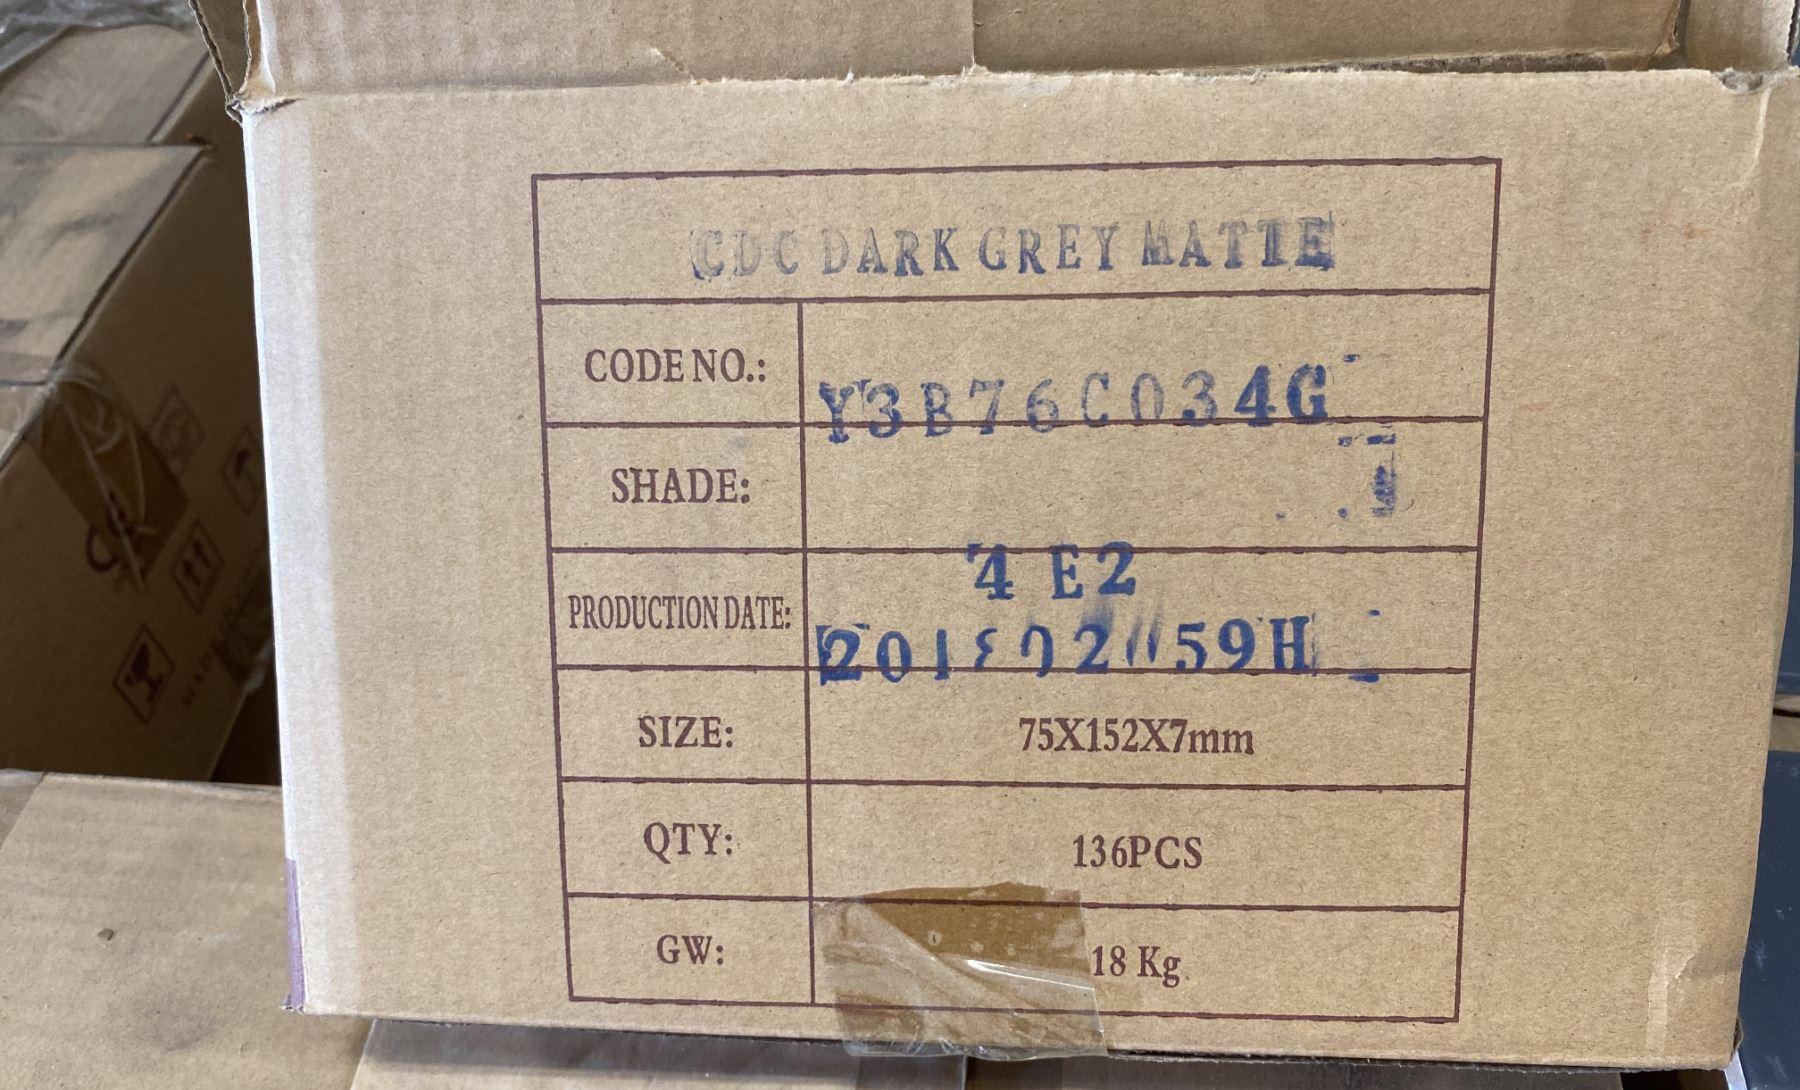 CDC DARK GREY MATTE
CODE NO.: Y3B76C034G
SHADE:
4 E2
PRODUCTION DATE:
SIZE: 75X152X7mm
QTY: 136PCS
GW: 18 Kg